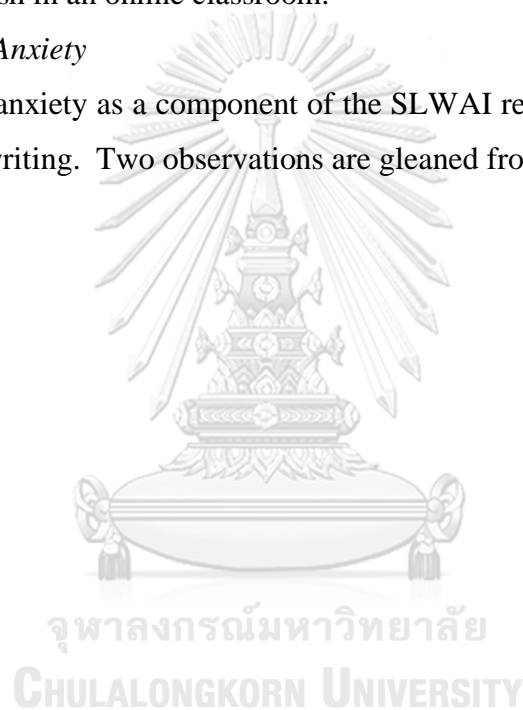 sh in an online classroom.
Anxiety
anxiety as a component of the SLWAI re
writing. Two observations are gleaned fro
จุฬาลงกรณ์มหาวิทยาลัย
CHULALONGKORN UNIVERSITY